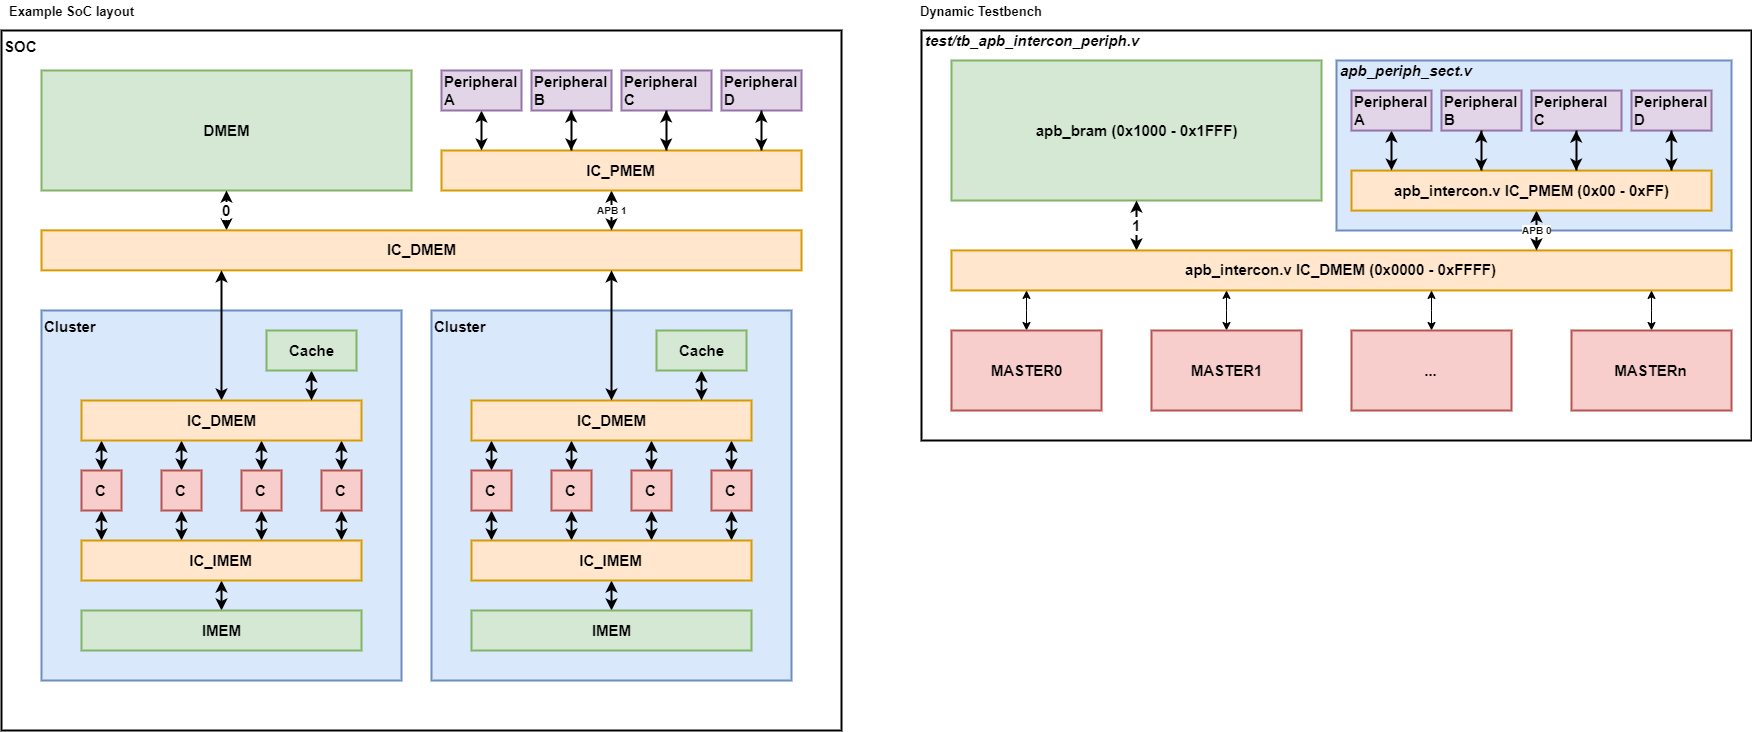 Example SoC layout
SOC
DMEM
Peripheral
A
Peripheral
B
Peripheral
C
Peripheral
D
IC_PMEM
0
APB 1
IC_DMEM
Cluster
Cache
IC_DMEM
C
C
C
C
IC_IMEM
IMEM
Cluster
Cache
IC_DMEM
C
C
C
C
IC_IMEM
IMEM
Dynamic Testbench
test/tb_apb_intercon_periph.v
apb_bram (0x1000 - 0x1FFF)
apb_periph_sect.v
Peripheral
A
Peripheral
B
Peripheral
C
Peripheral
D
apb_intercon.v IC_PMEM (0x00 - 0xFF)
1
APB 0
apb_intercon.v IC_DMEM (0x0000 - 0xFFFF)
MASTER0
MASTER1
...
MASTERn